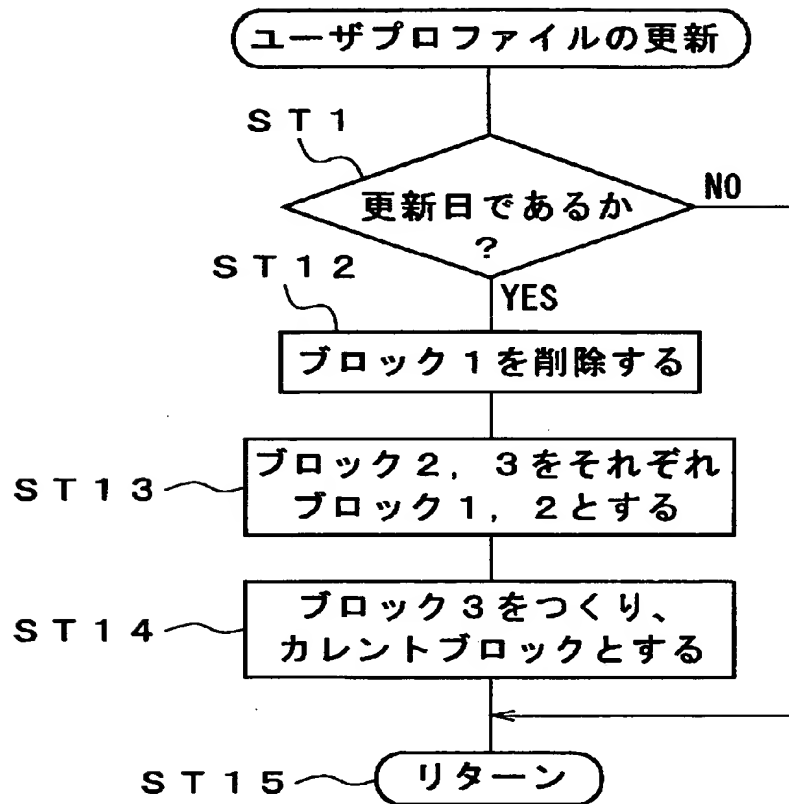 ユーザプロファイルの更新
ST1
更新日であるか
?
NO
YES
ST12
ブロック1を削除する
ST13
ブロック2, 3をそれぞれ
ブロック1, 2とする
ST14
ブロック3をつくり、
カレントブロックとする
ST15
リターン